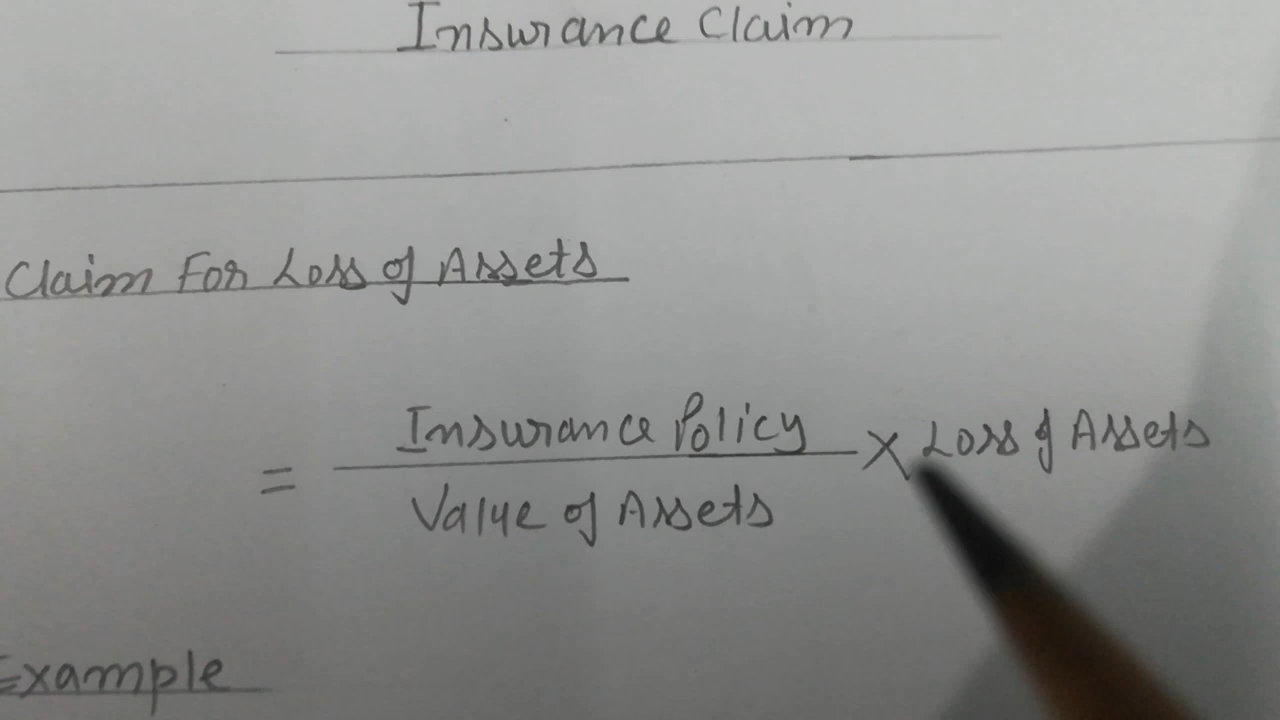 Insurance Claim
Claim For Loss of Assets
= Insurance Policy
Value of Assets
× Loss of Assets
Example